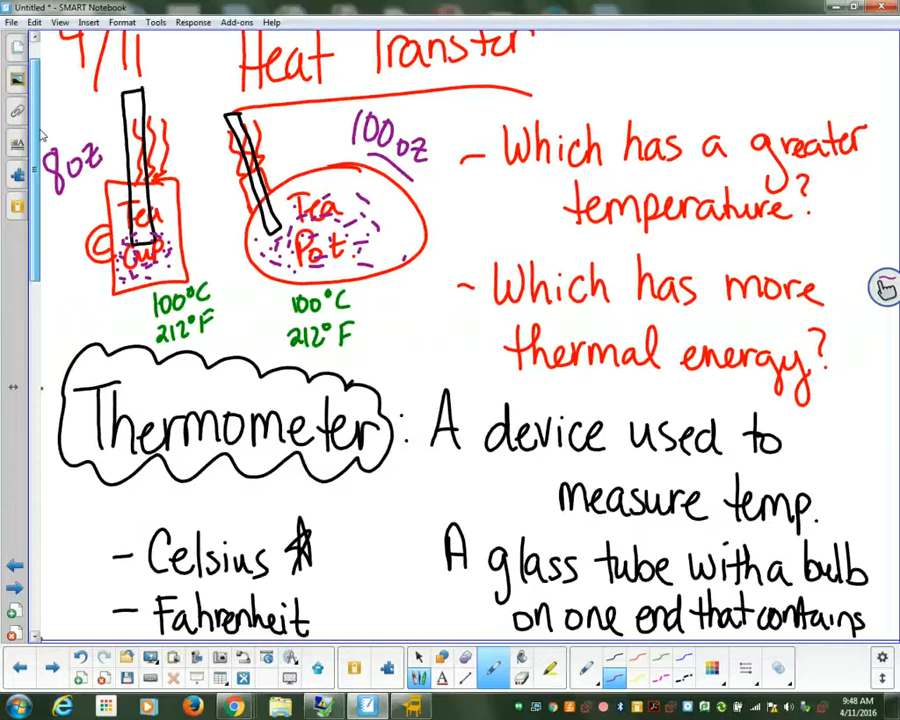 Untitled * - SMART Notebook
File Edit View Insert Format Tools Response Add-ons Help
4/11 Heat Transfer
8oz
100oz
Tea
Cup
Tea
Pot
100°C
212°F
100°C
212°F
- Which has a greater
temperature?
- Which has more
thermal energy?
Thermometer: A device used to
measure temp.
- Celsius
- Fahrenheit
A glass tube with a bulb
on one end that contains
9:48 AM
4/11/2016